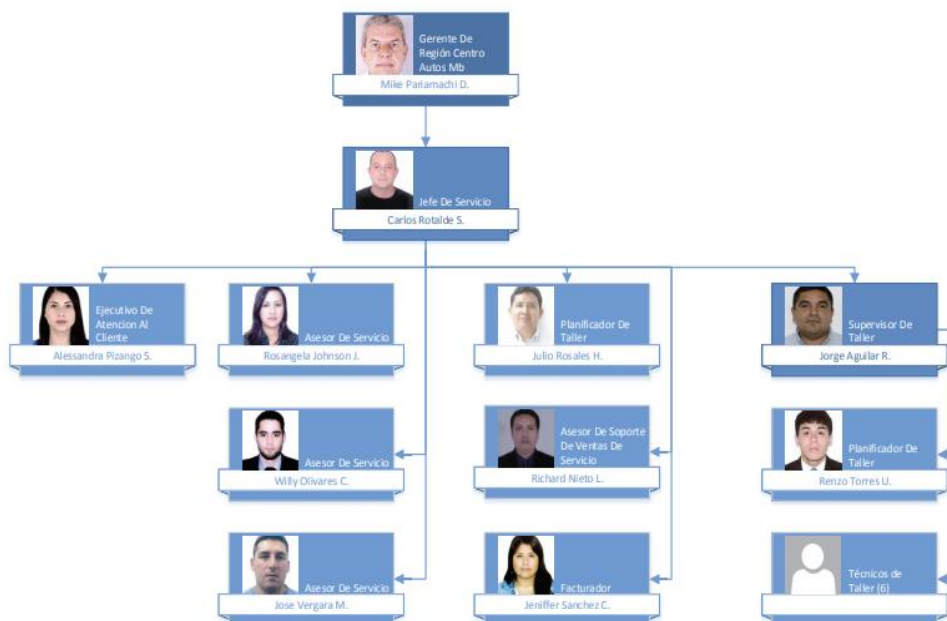 Gerente De
Región Centro
Autos Mb
Mike Pariamachi D.
Jefe De Servicio
Carlos Rotalde S.
Ejecutivo De
Atencion Al
Cliente
Alessandra Pizango S.
Asesor De Servicio
Rosangela Johnson J.
Planificador De
Taller
Julio Rosales H.
Supervisor De
Taller
Jorge Aguilar R.
Asesor De Servicio
Willy Olivares C.
Asesor De Soporte
De Ventas De
Servicio
Richard Nieto L.
Planificador De
Taller
Renzo Torres U.
Asesor De Servicio
Jose Vergara M.
Facturador
Jeniffer Sanchez C.
Técnicos de
Taller (6)